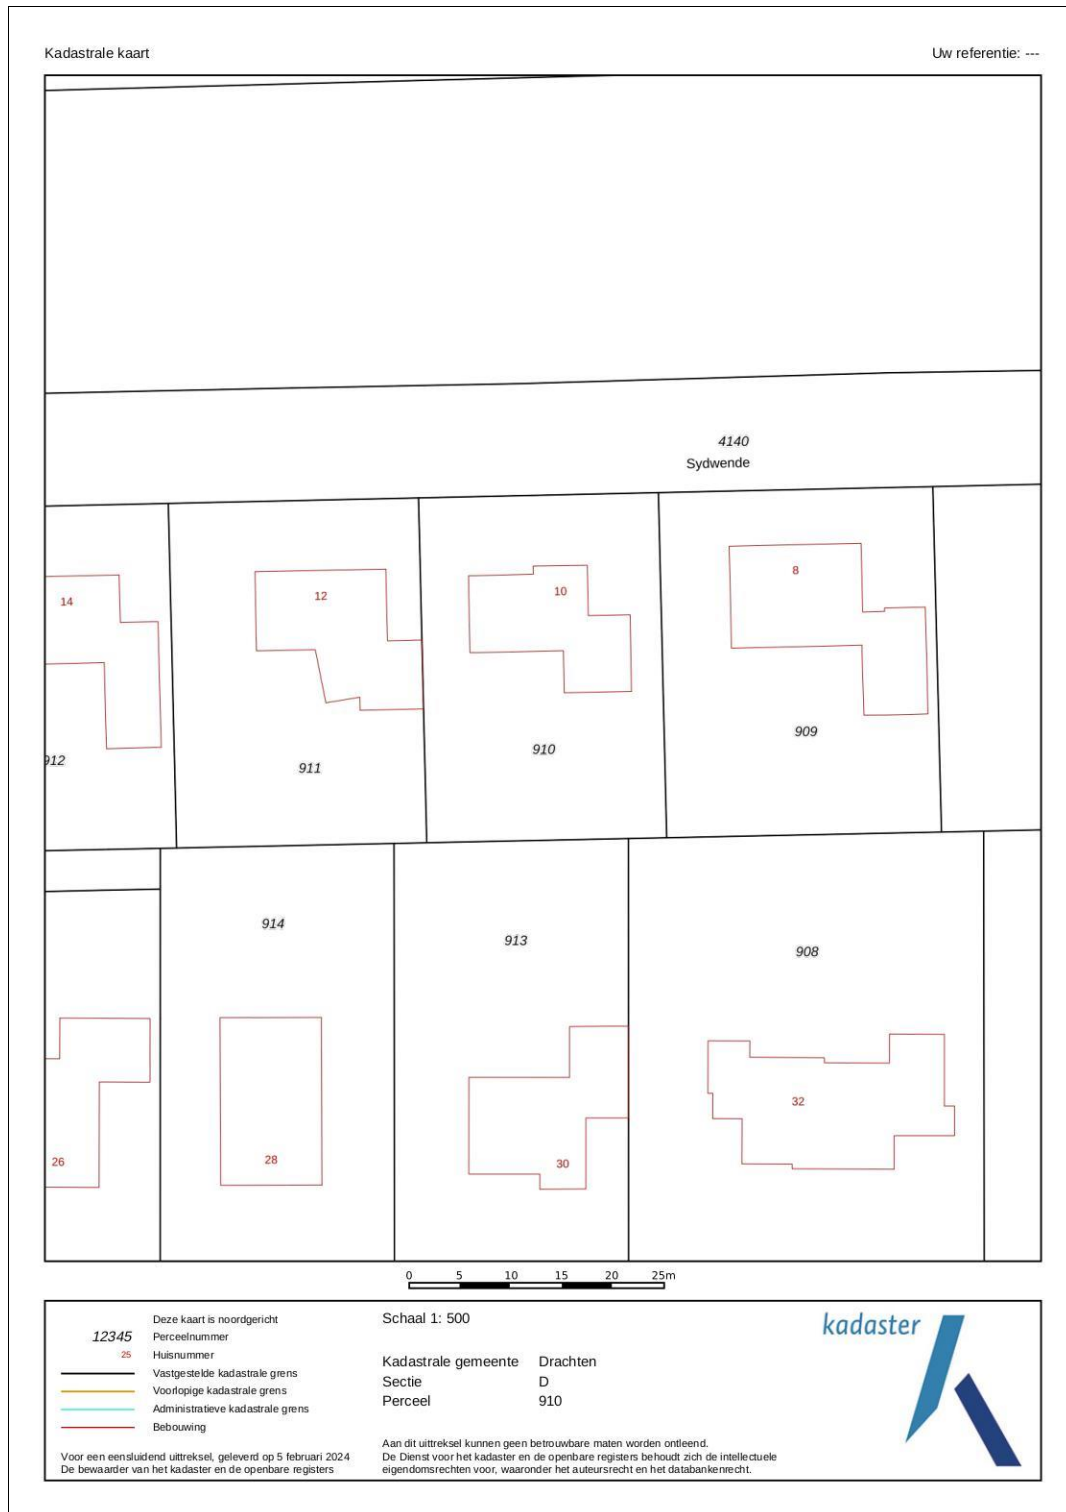 Kadastrale kaart
Uw referentie: ---
4140
Sydwende
14
12
10
8
912
911
910
909
914
913
908
26
28
30
32
0 5 10 15 20 25m
12345
25
Deze kaart is noordgericht
Perceelnummer
Huisnummer
Vastgestelde kadastrale grens
Voorlopige kadastrale grens
Administratieve kadastrale grens
Bebouwing
Voor een eensluidend uittreksel, geleverd op 5 februari 2024
De bewaarder van het kadaster en de openbare registers
Schaal 1: 500
Kadastrale gemeente Drachten
Sectie D
Perceel 910
Aan dit uittreksel kunnen geen betrouwbare maten worden ontleend.
De Dienst voor het kadaster en de openbare registers behoudt zich de intellectuele
eigendomsrechten voor, waaronder het auteursrecht en het databankenrecht.
kadaster